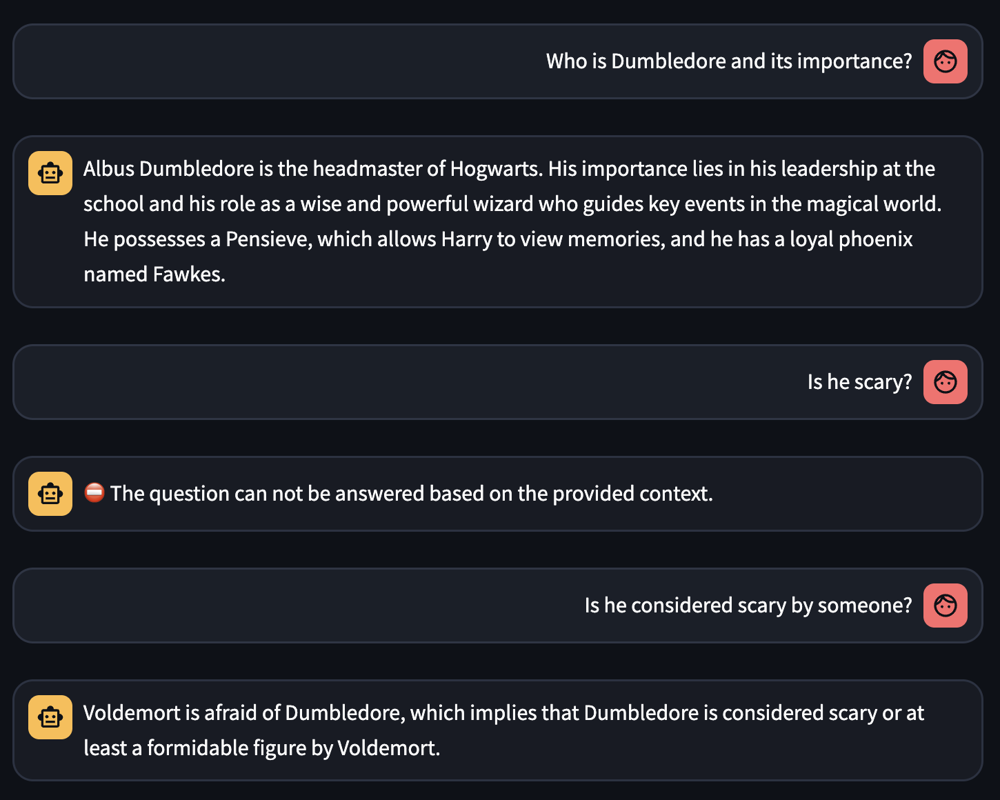 Who is Dumbledore and its importance?
Albus Dumbledore is the headmaster of Hogwarts. His importance lies in his leadership at the
school and his role as a wise and powerful wizard who guides key events in the magical world.
He possesses a Pensieve, which allows Harry to view memories, and he has a loyal phoenix
named Fawkes.
Is he scary?
⛔ The question can not be answered based on the provided context.
Is he considered scary by someone?
Voldemort is afraid of Dumbledore, which implies that Dumbledore is considered scary or at
least a formidable figure by Voldemort.